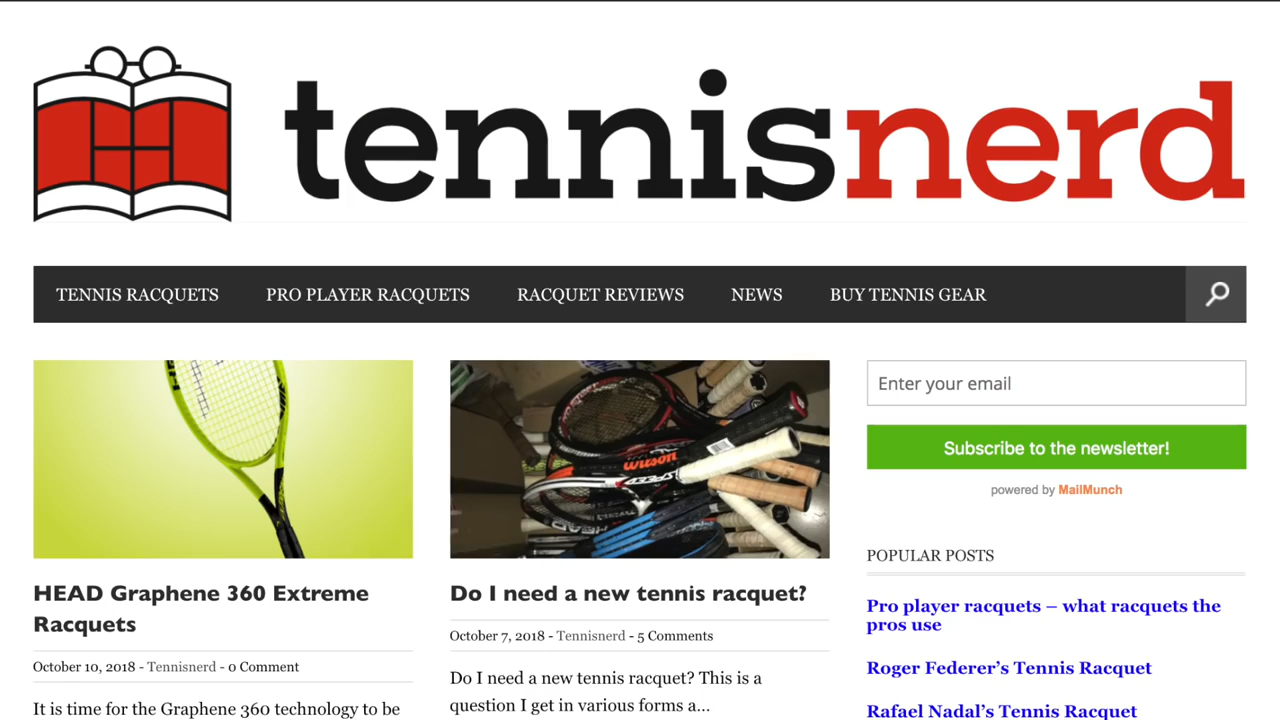 tennisnerd
TENNIS RACQUETS PRO PLAYER RACQUETS RACQUET REVIEWS NEWS BUY TENNIS GEAR
HEAD Graphene 360 Extreme
Racquets
October 10, 2018 - Tennisnerd - 0 Comment
It is time for the Graphene 360 technology to be
wilson
SPEED
Do I need a new tennis racquet?
October 7, 2018 - Tennisnerd - 5 Comments
Do I need a new tennis racquet? This is a
question I get in various forms a...
Enter your email
Subscribe to the newsletter!
powered by MailMunch
POPULAR POSTS
Pro player racquets – what racquets the
pros use
Roger Federer's Tennis Racquet
Rafael Nadal's Tennis Racquet